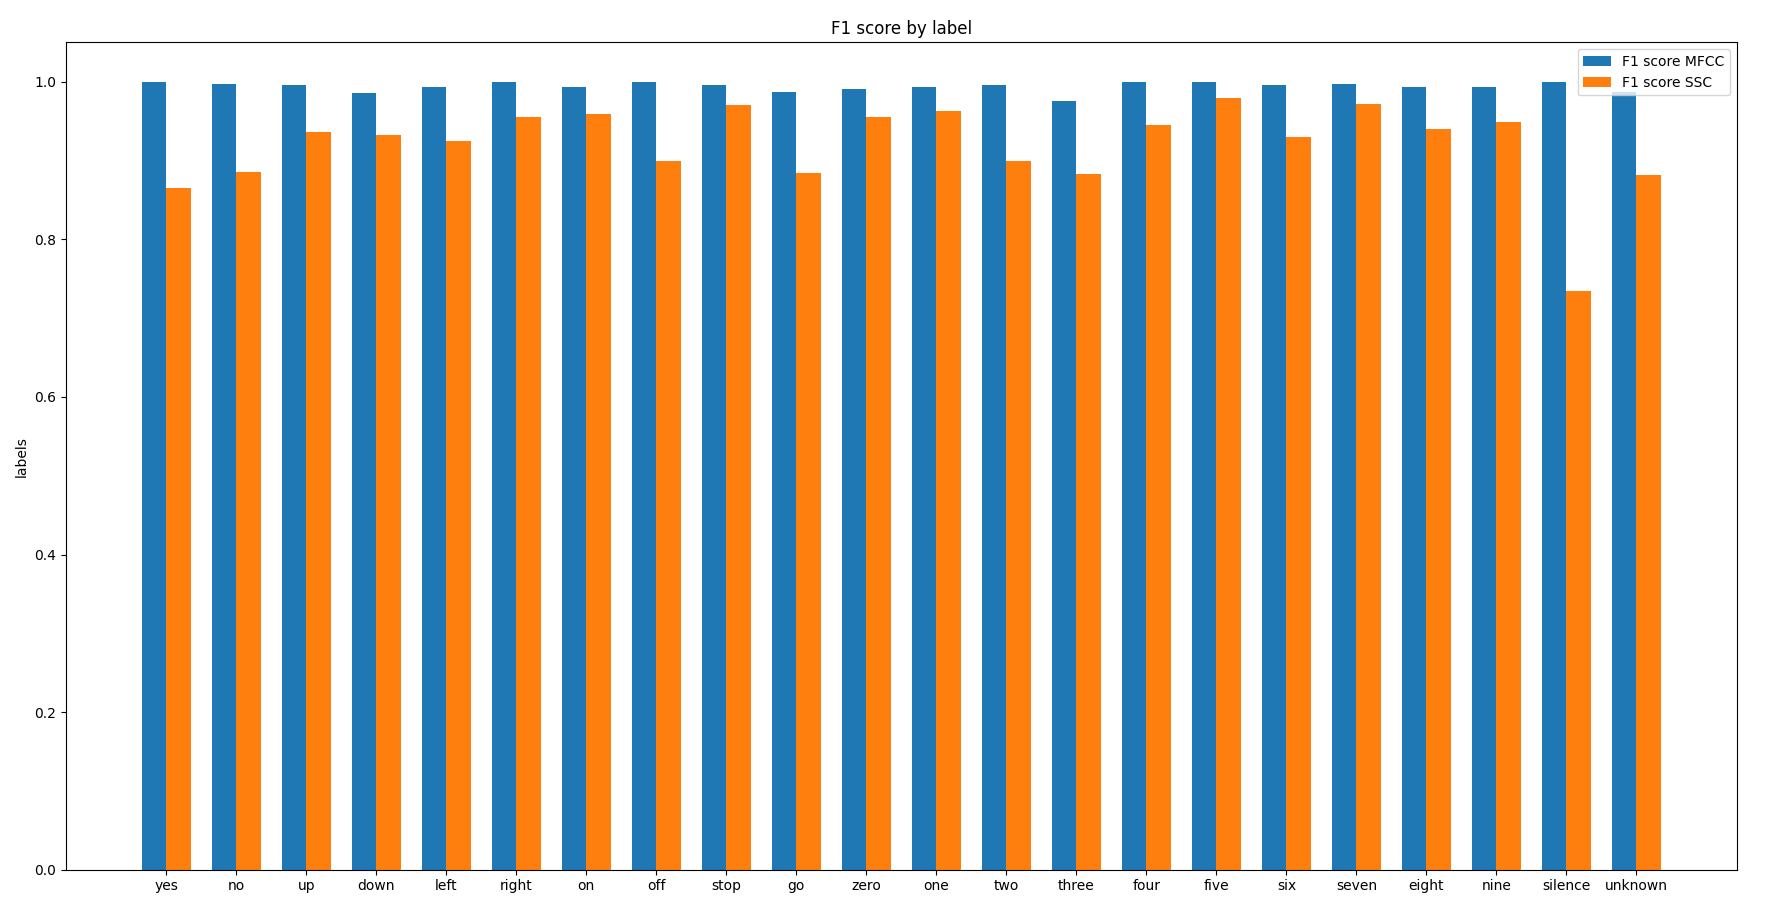 F1 score by label
F1 score MFCC
F1 score SSC
1.0
0.8
0.6
0.4
0.2
0.0
labels
yes no up down left right on off stop go zero one two three four five six seven eight nine silence unknown